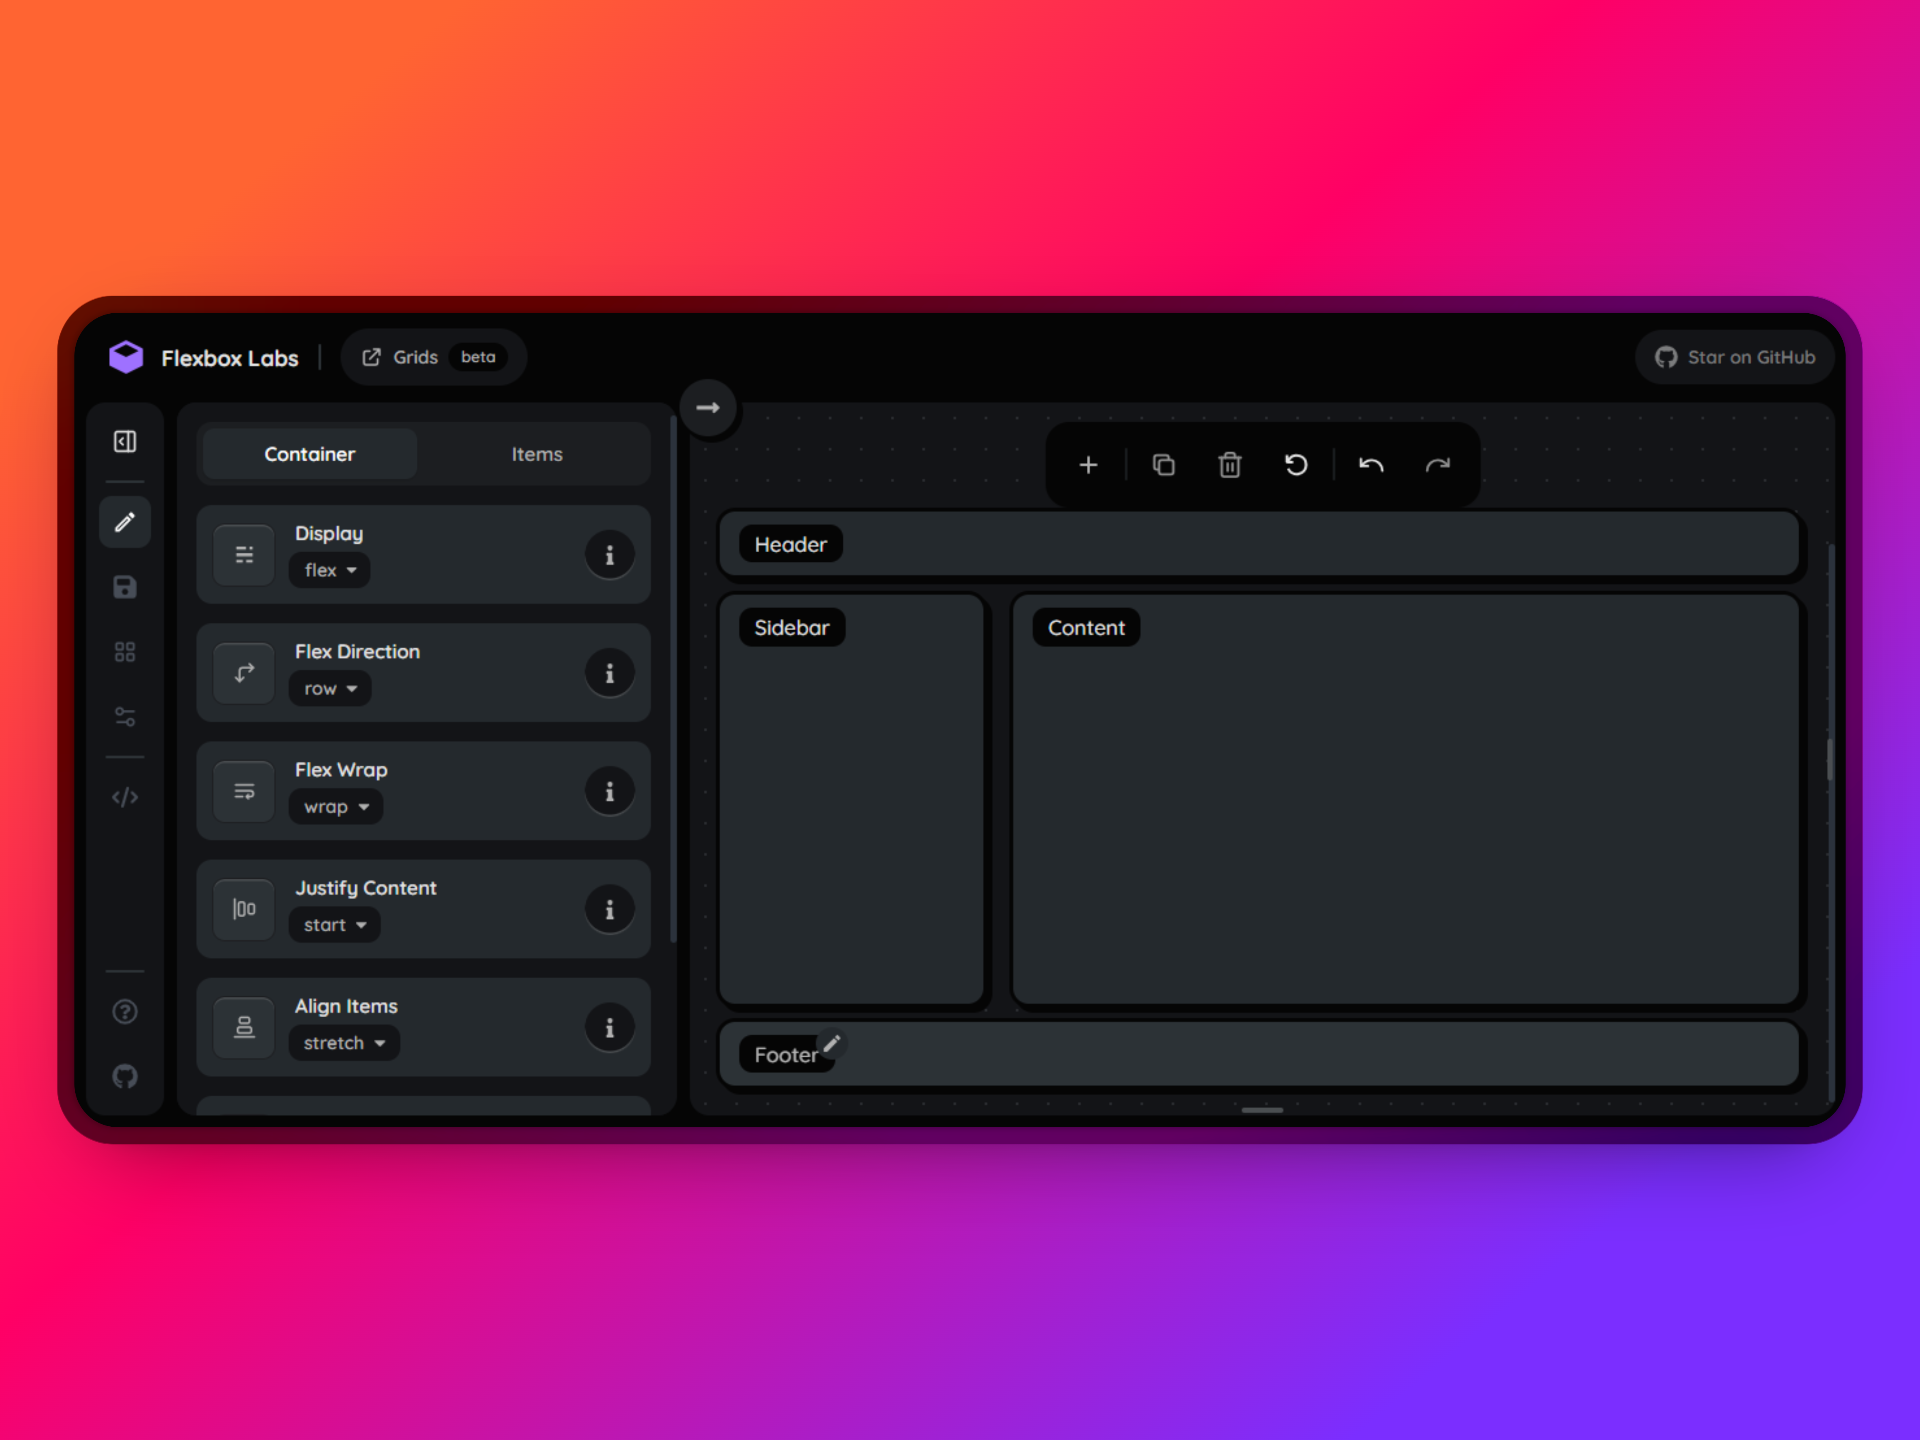 Flexbox Labs
Grids beta
Star on GitHub
Container
Items
Display
flex
Flex Direction
row
Flex Wrap
wrap
Justify Content
start
Align Items
stretch
Header
Sidebar
Content
Footer